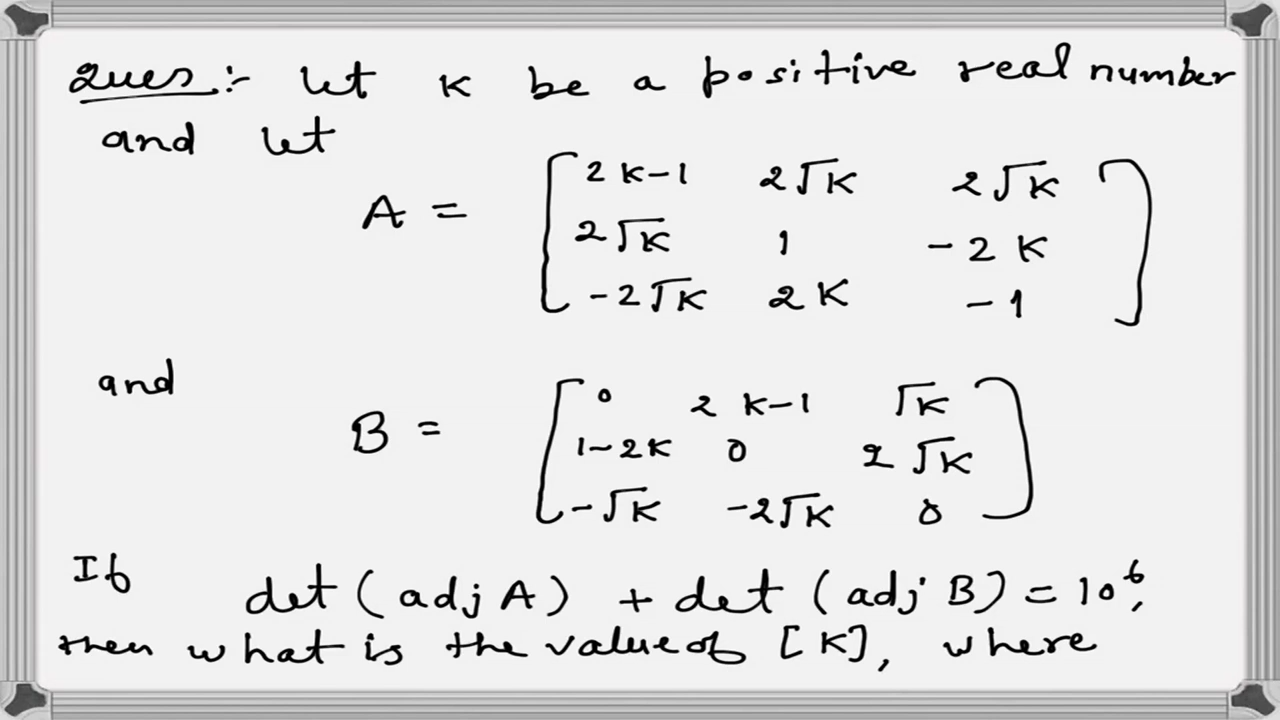 Ques :- Let K be a positive real number
and let
A = [ 2K-1 2√K 2√K
2√K 1 -2K
-2√K 2K -1 ]
and
B = [ 0 2K-1 √K
1-2K 0 2√K
-√K -2√K 0 ]
If det (adj A) + det (adj B) = 10⁶,
then what is the value of [K], where